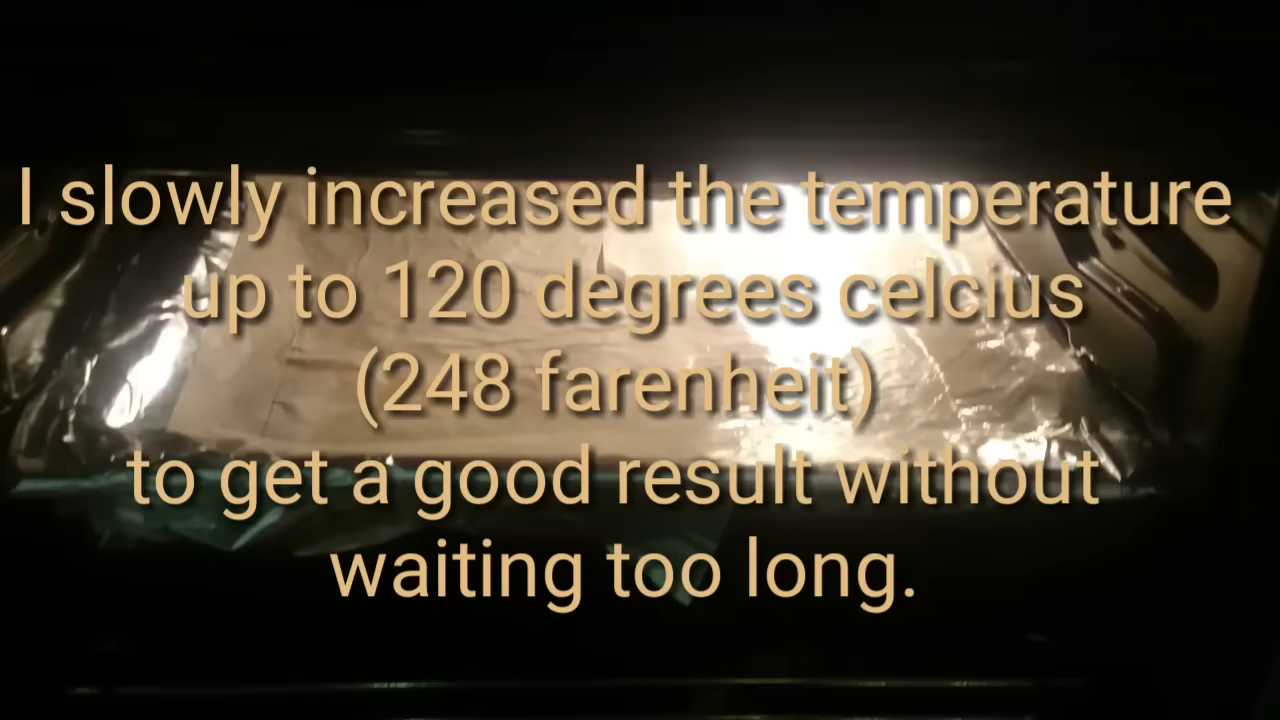 I slowly increased the temperature
up to 120 degrees celcius
(248 farenheit)
to get a good result without
waiting too long.